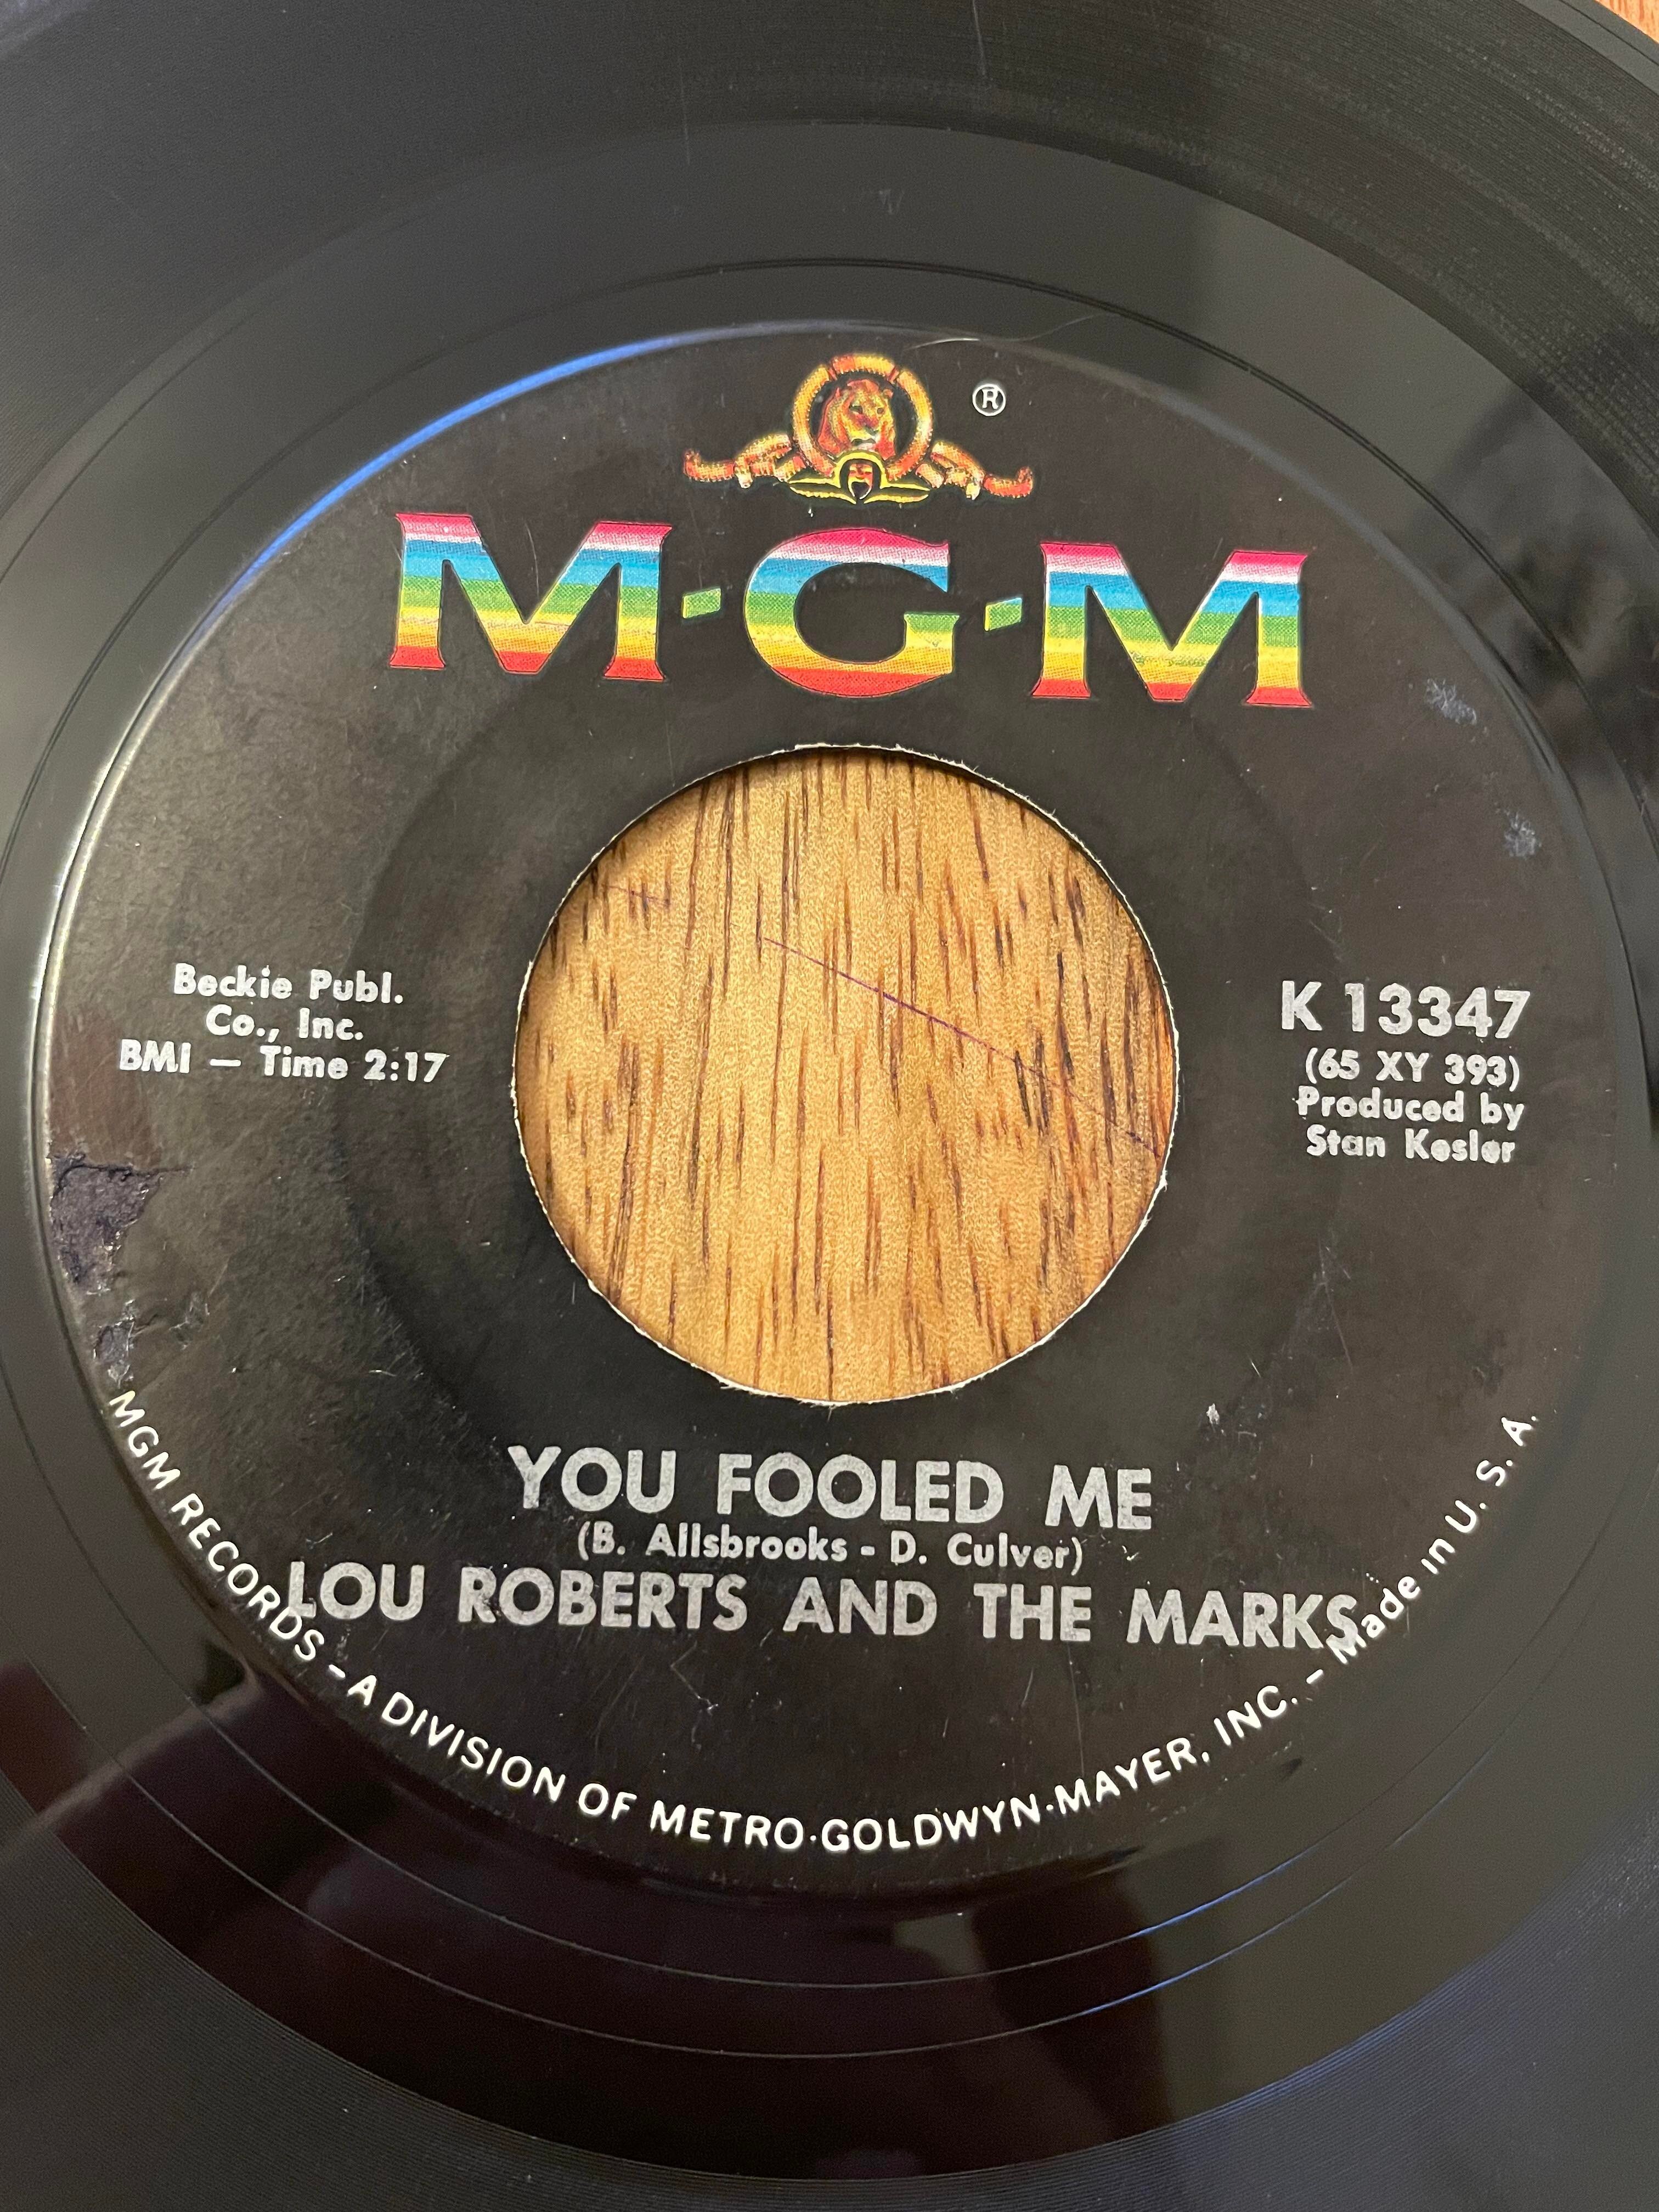 ®
M-G-M
Beckie Publ.
Co., Inc.
BMI — Time 2:17
K 13347
(65 XY 393)
Produced by
Stan Kesler
YOU FOOLED ME
(B. Allsbrooks - D. Culver)
LOU ROBERTS AND THE MARKS
MGM RECORDS - A DIVISION OF METRO·GOLDWYN·MAYER, INC. - Made in U. S. A.